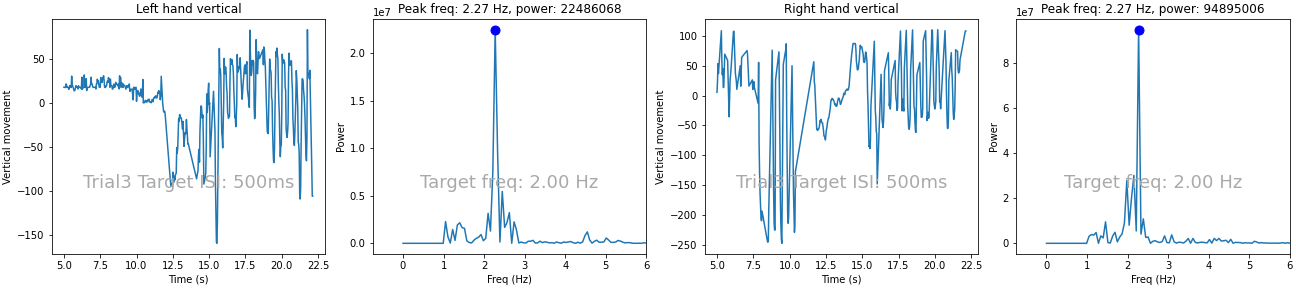 Left hand vertical
Vertical movement
50
0
−50
−100
−150
Trial3 Target ISI: 500ms
5.0 7.5 10.0 12.5 15.0 17.5 20.0 22.5
Time (s)
1e7
Peak freq: 2.27 Hz, power: 22486068
Power
2.0
1.5
1.0
0.5
0.0
Target freq: 2.00 Hz
0 1 2 3 4 5 6
Freq (Hz)
Right hand vertical
Vertical movement
100
50
0
−50
−100
−150
−200
−250
Trial3 Target ISI: 500ms
5.0 7.5 10.0 12.5 15.0 17.5 20.0 22.5
Time (s)
1e7
Peak freq: 2.27 Hz, power: 94895006
Power
8
6
4
2
0
Target freq: 2.00 Hz
0 1 2 3 4 5 6
Freq (Hz)